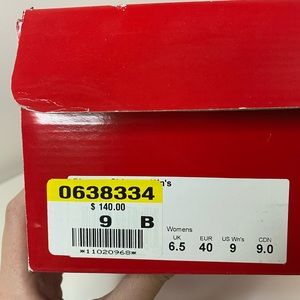 0638334
$ 140.00
9 B
*11020968*
Womens
UK EUR US Wn's CDN
6.5 40 9 9.0